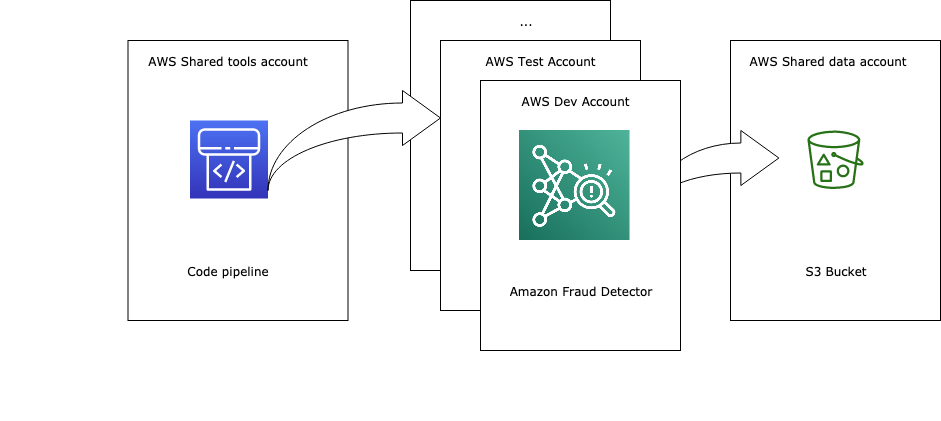 ...
AWS Shared tools account
AWS Test Account
AWS Shared data account
AWS Dev Account
Code pipeline
S3 Bucket
Amazon Fraud Detector